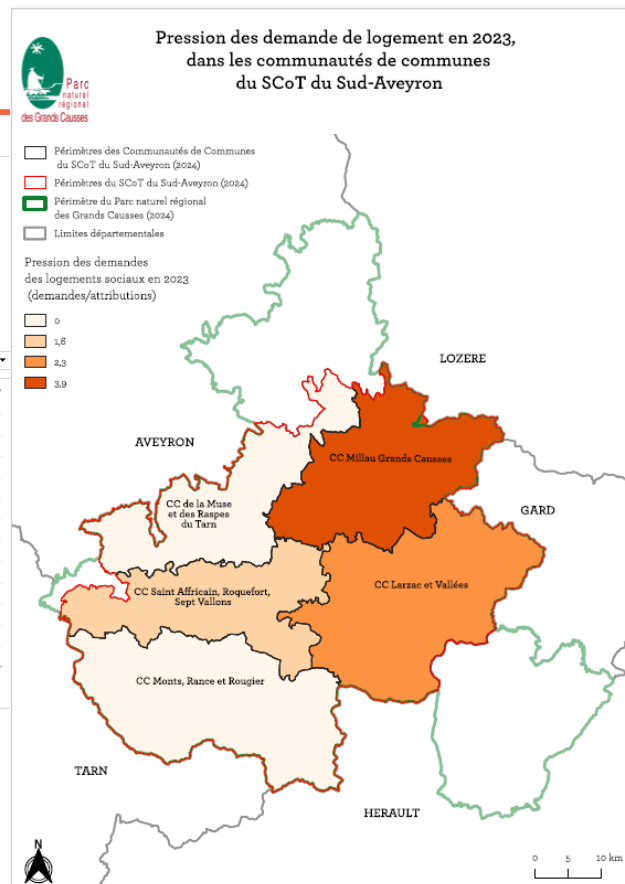 Pression des demande de logement en 2023,
dans les communautés de communes
du SCoT du Sud-Aveyron
Parc
naturel
régional
des Grands Causses
Périmètres des Communautés de Communes
du SCoT du Sud-Aveyron (2024)
Périmètres du SCoT du Sud-Aveyron (2024)
Périmètre du Parc naturel régional
des Grands Causses (2024)
Limites départementales
Pression des demandes
des logements sociaux en 2023
(demandes/attributions)
0
1,6
2,3
3,9
LOZERE
AVEYRON
CC Millau Grands Causses
CC de la Muse
et des Raspes
du Tarn
GARD
CC Saint Affricain, Roquefort,
Sept Vallons
CC Larzac et Vallées
CC Monts, Rance et Rougier
TARN
HERAULT
N
0 5 10 km